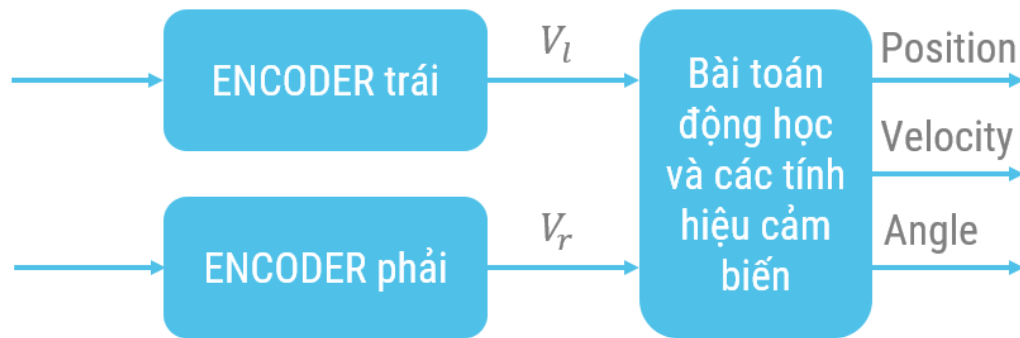 ENCODER trái
V_l
ENCODER phải
V_r
Bài toán
động học
và các tính
hiệu cảm
biến
Position
Velocity
Angle